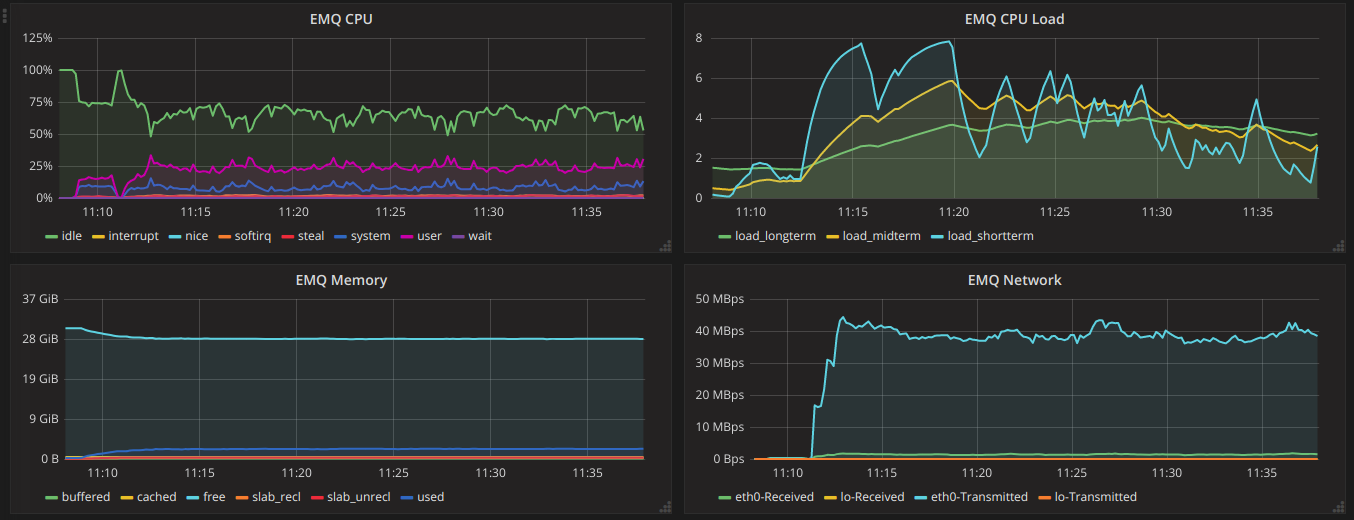 EMQ CPU
125%
100%
75%
50%
25%
0%
11:10 11:15 11:20 11:25 11:30 11:35
idle interrupt nice softirq steal system user wait
EMQ CPU Load
8
6
4
2
0
11:10 11:15 11:20 11:25 11:30 11:35
load_longterm load_midterm load_shortterm
EMQ Memory
37 GiB
28 GiB
19 GiB
9 GiB
0 B
11:10 11:15 11:20 11:25 11:30 11:35
buffered cached free slab_recl slab_unrecl used
EMQ Network
50 MBps
40 MBps
30 MBps
20 MBps
10 MBps
0 Bps
11:10 11:15 11:20 11:25 11:30 11:35
eth0-Received lo-Received eth0-Transmitted lo-Transmitted